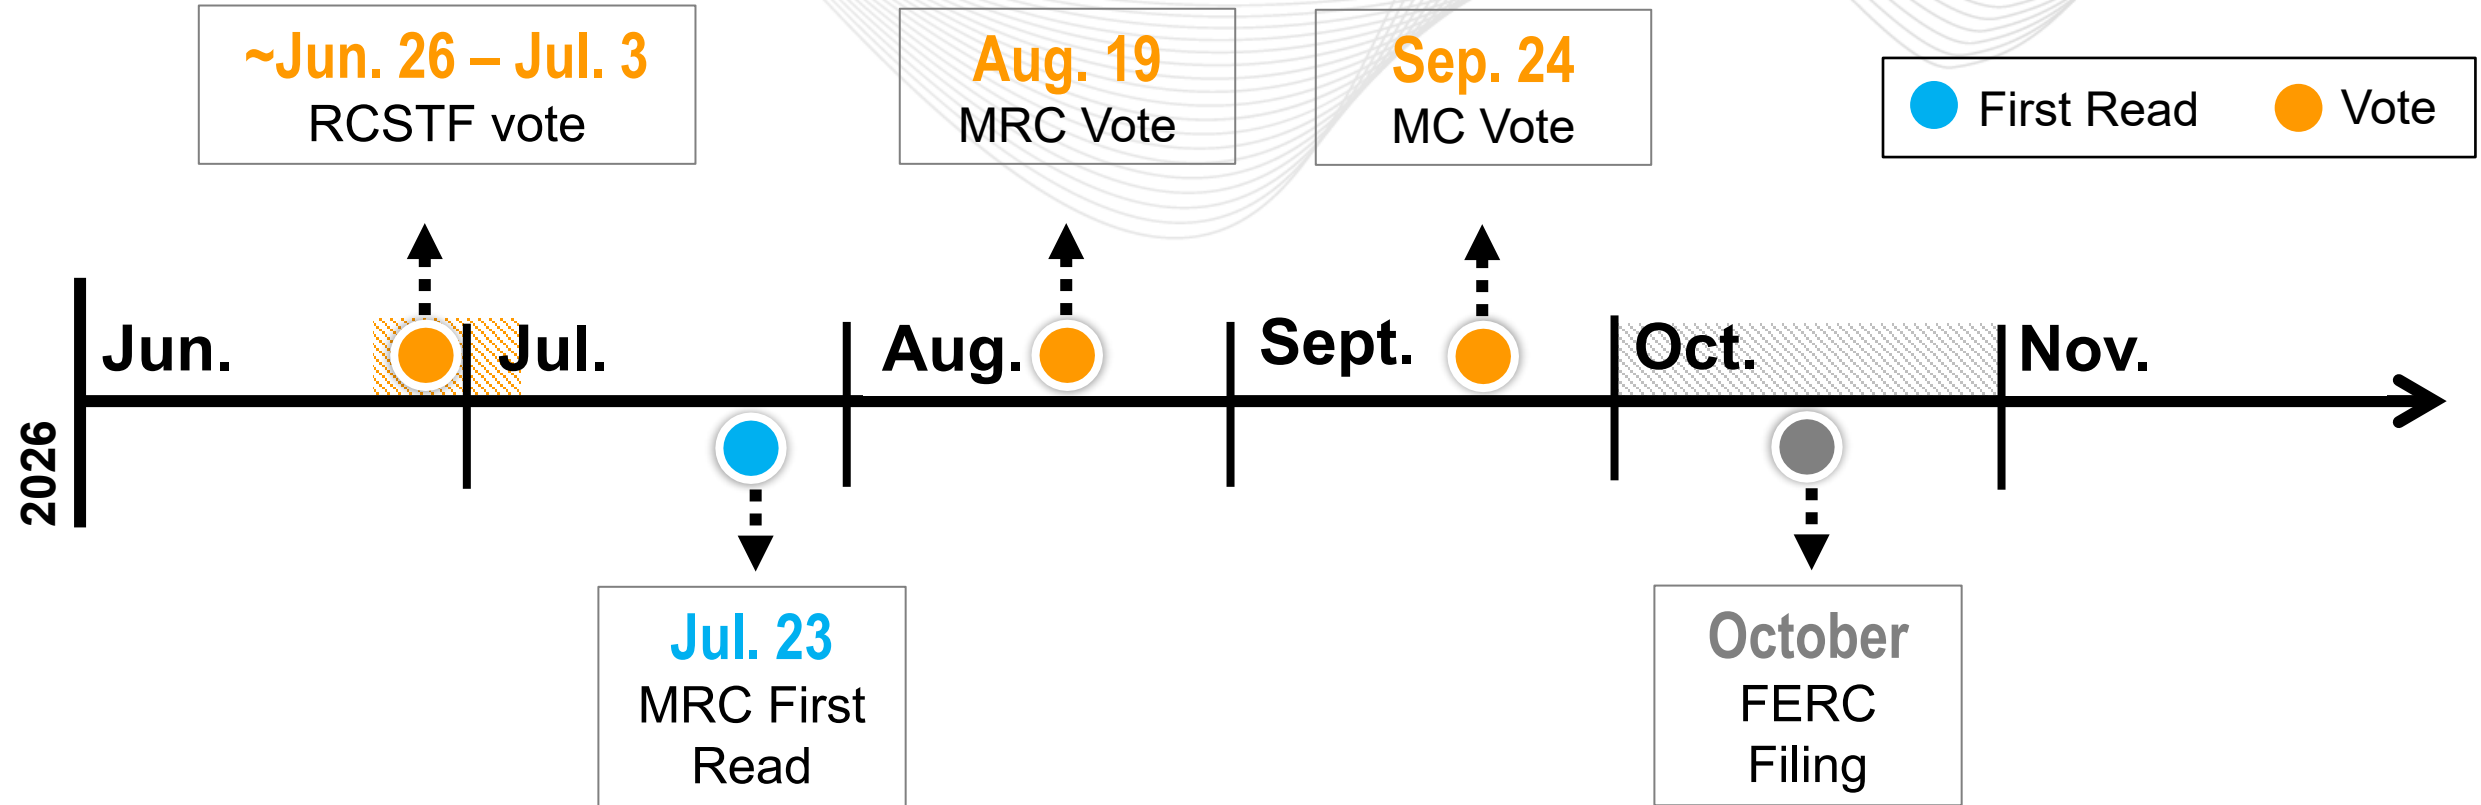 ~Jun. 26 – Jul. 3
RCSTF vote
Aug. 19
MRC Vote
Sep. 24
MC Vote
First Read
Vote
Jun.
Jul.
Aug.
Sept.
Oct.
Nov.
2026
Jul. 23
MRC First
Read
October
FERC
Filing